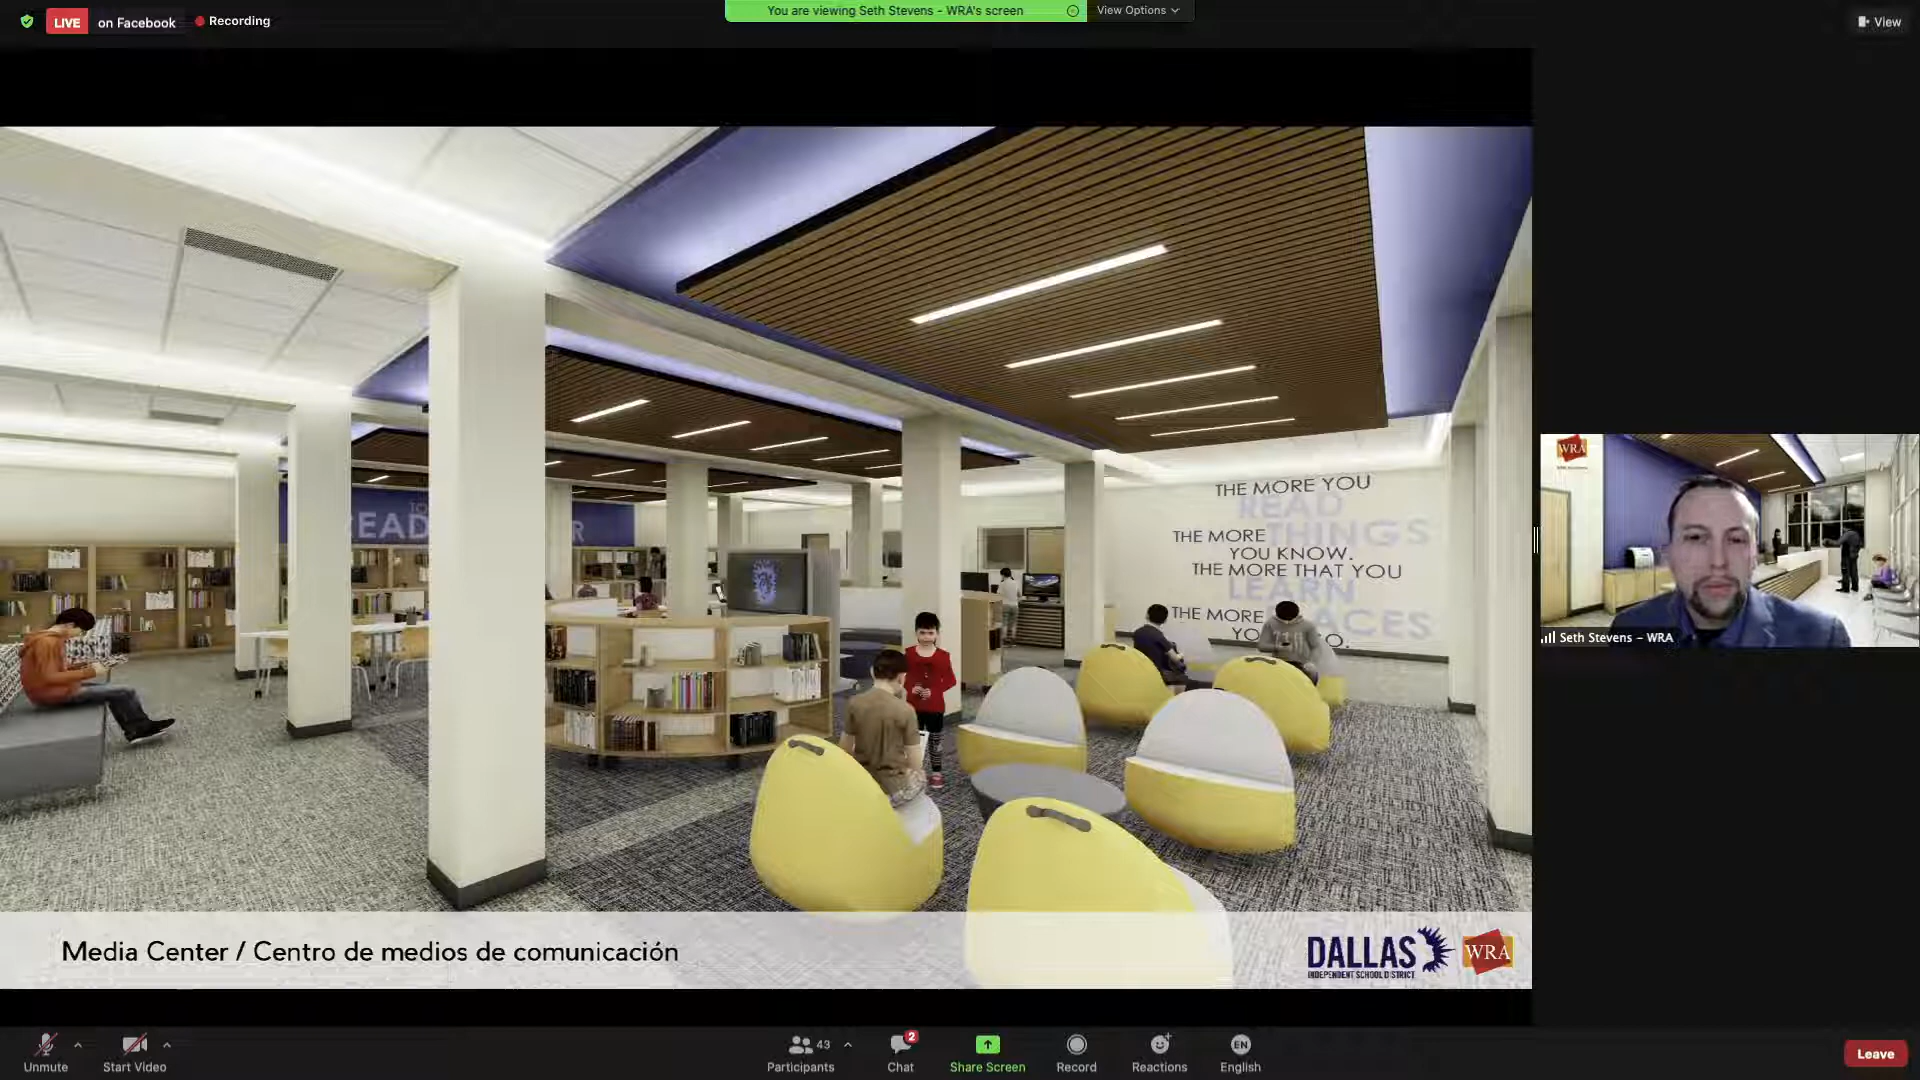 LIVE on Facebook Recording
You are viewing Seth Stevens - WRA's screen View Options
View
THE MORE YOU
READ
THE MORE THINGS
YOU KNOW.
THE MORE THAT YOU
LEARN
THE MORE
WRA
Seth Stevens – WRA
Media Center / Centro de medios de comunicación
DALLAS
INDEPENDENT SCHOOL DISTRICT
WRA
Unmute
Start Video
43
Participants
2
Chat
Share Screen
Record
Reactions
EN
English
Leave